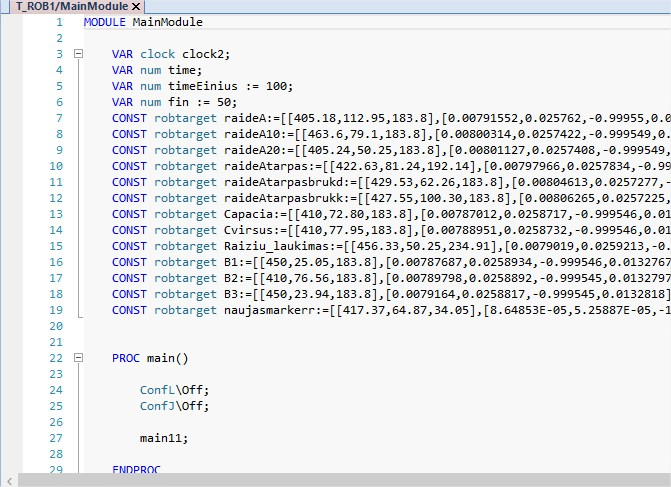 T_ROB1/MainModule
1 MODULE MainModule
2
3 VAR clock clock2;
4 VAR num time;
5 VAR num timeEinius := 100;
6 VAR num fin := 50;
7 CONST robtarget raideA:=[[405.18,112.95,183.8],[0.00791552,0.025762,-0.99955,0.0
8 CONST robtarget raideA10:=[[463.6,79.1,183.8],[0.00800314,0.0257422,-0.999549,0.
9 CONST robtarget raideA20:=[[405.24,50.25,183.8],[0.00801127,0.0257408,-0.999549,
10 CONST robtarget raideAtarpas:=[[422.63,81.24,192.14],[0.00797966,0.0257834,-0.99
11 CONST robtarget raideAtarpasbrukd:=[[429.53,62.26,183.8],[0.00804613,0.0257277,-
12 CONST robtarget raideAtarpasbrukk:=[[427.55,100.30,183.8],[0.00806265,0.0257225,
13 CONST robtarget Capacia:=[[410,72.80,183.8],[0.00787012,0.0258717,-0.999546,0.01
14 CONST robtarget Cvirsus:=[[410,77.95,183.8],[0.00788951,0.0258732,-0.999546,0.01
15 CONST robtarget Raiziu_laukimas:=[[456.33,50.25,234.91],[0.0079019,0.0259213,-0.
16 CONST robtarget B1:=[[450,25.05,183.8],[0.00787687,0.0258934,-0.999546,0.0132767
17 CONST robtarget B2:=[[410,76.56,183.8],[0.00789798,0.0258892,-0.999545,0.0132797
18 CONST robtarget B3:=[[450,23.94,183.8],[0.0079164,0.0258817,-0.999545,0.0132818]
19 CONST robtarget naujasmarkerr:=[[417.37,64.87,34.05],[8.64853E-05,5.25887E-05,-1
20
21
22 PROC main()
23
24 ConfL\Off;
25 ConfJ\Off;
26
27 main11;
28
29 ENDPROC